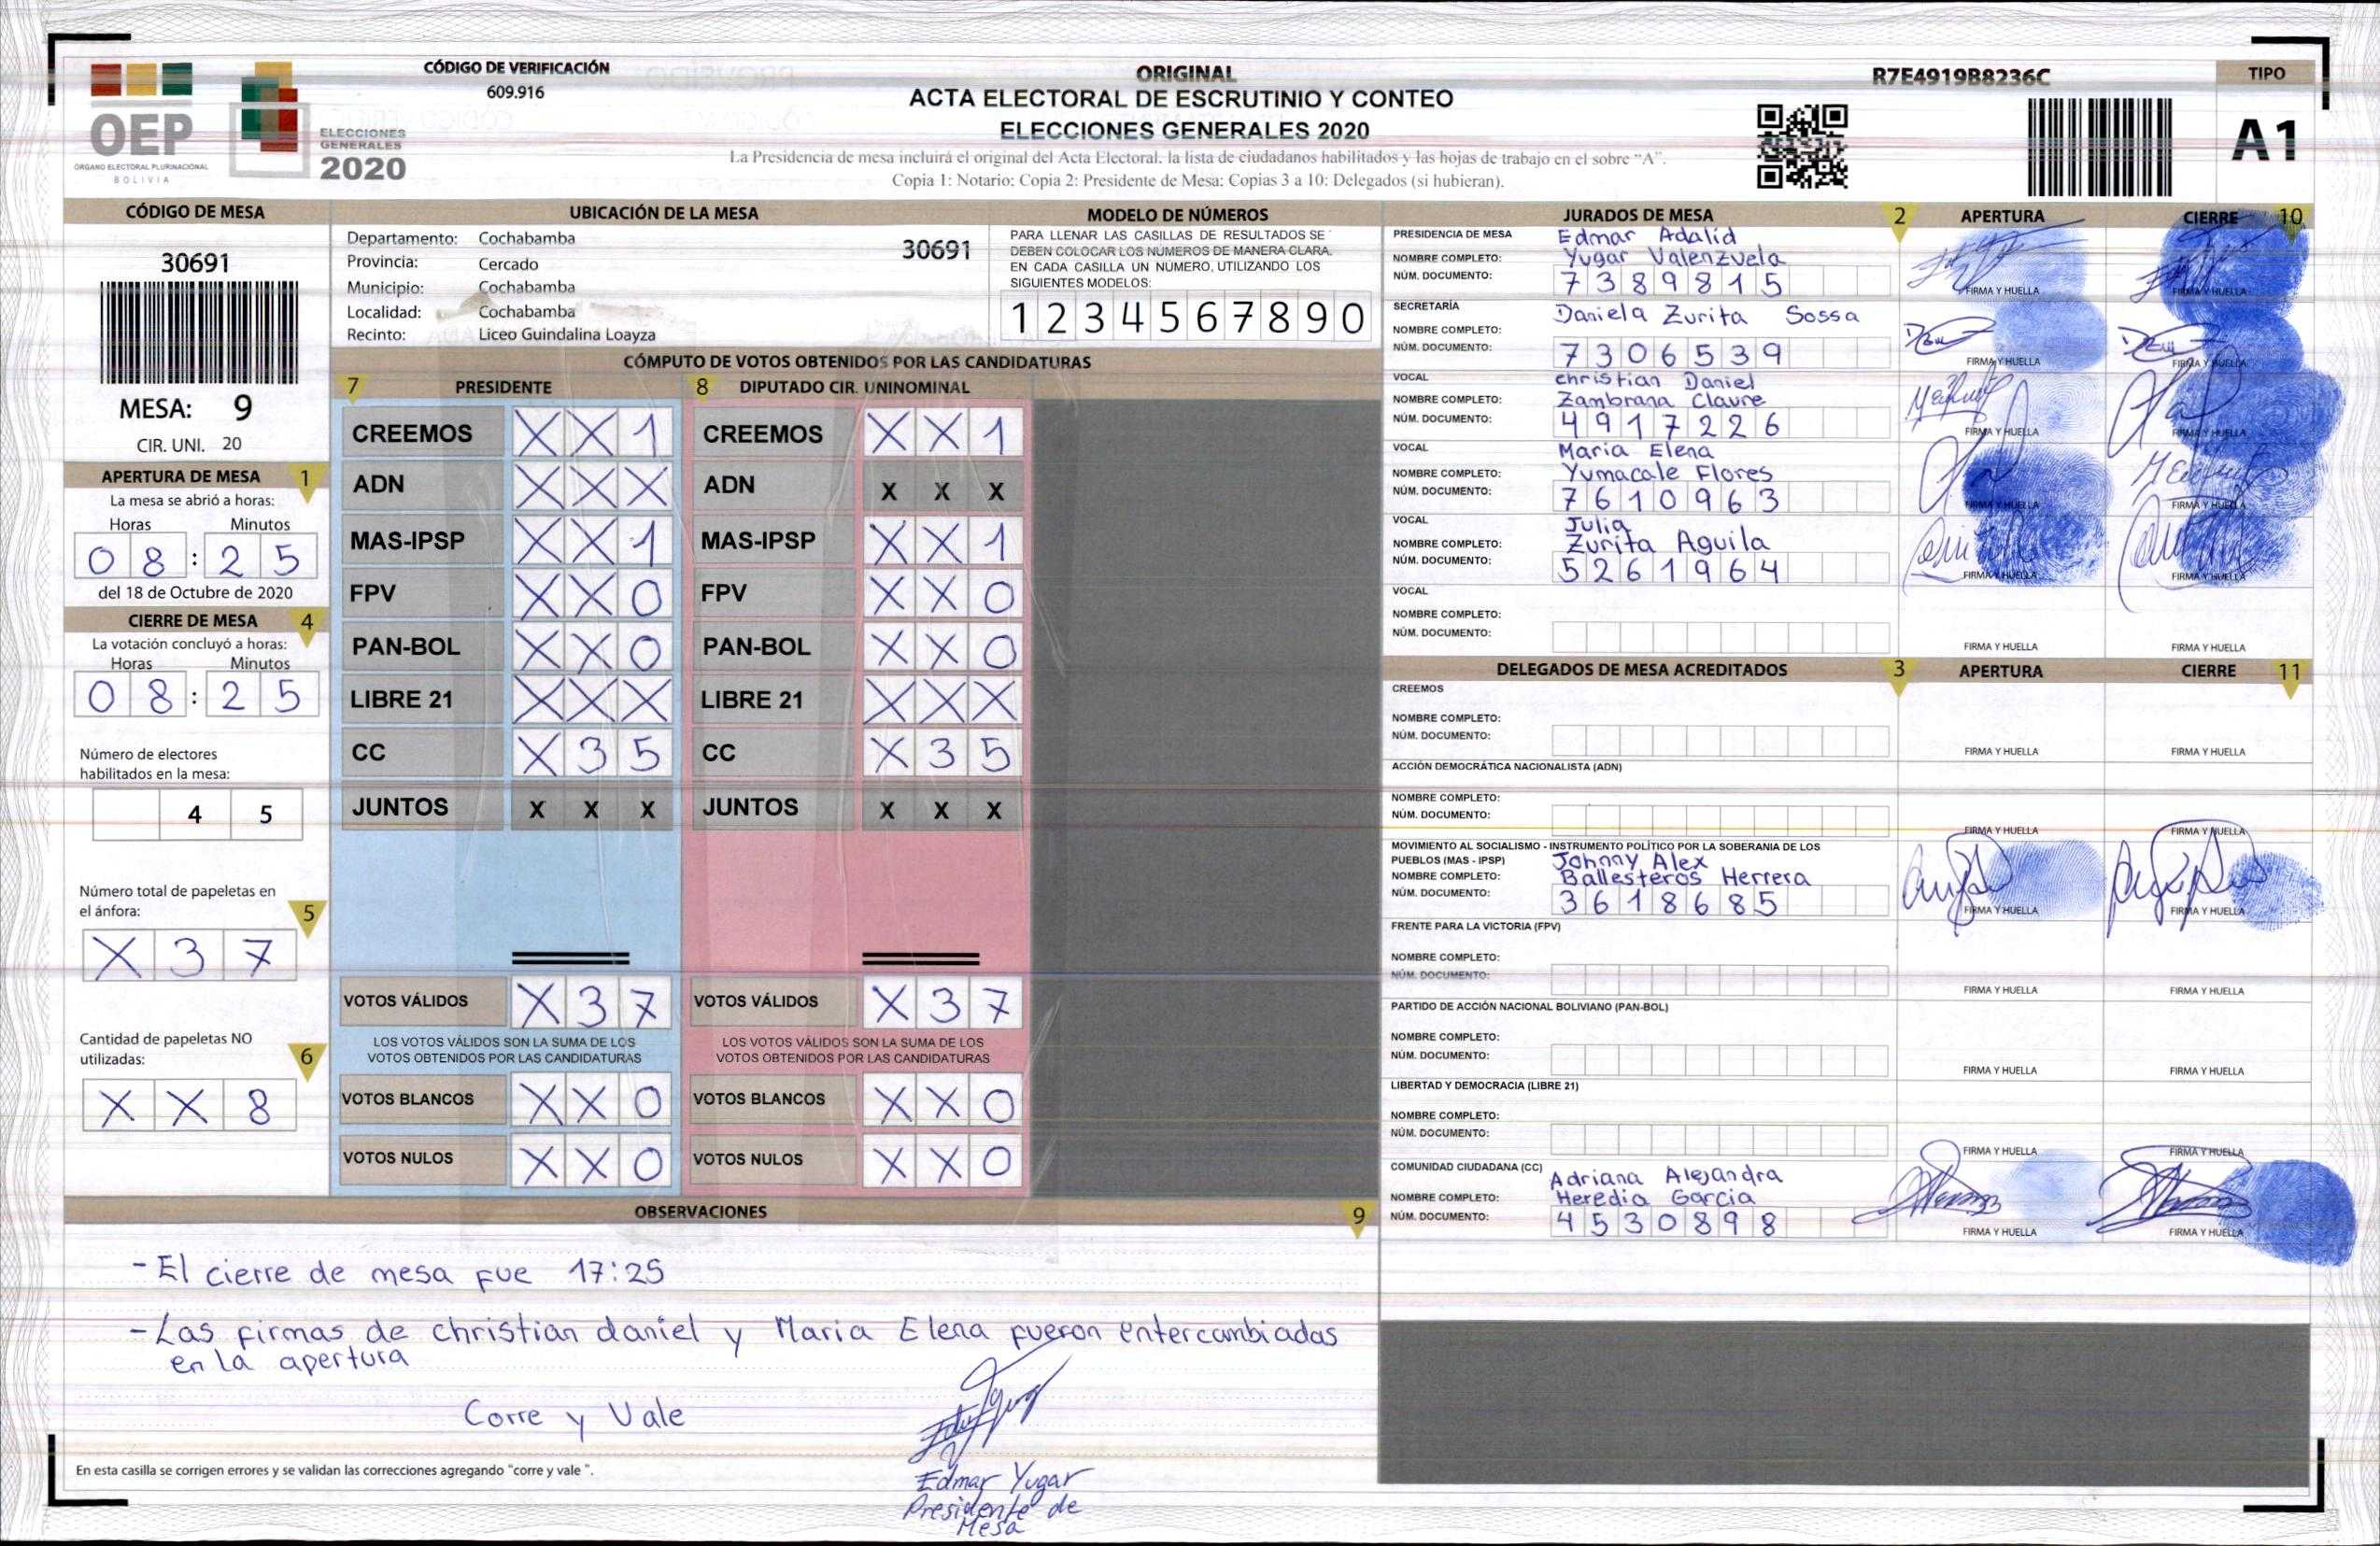 CÓDIGO DE VERIFICACIÓN
609.916
OEP
ÓRGANO ELECTORAL PLURINACIONAL
BOLIVIA
ELECCIONES
GENERALES
2020
ORIGINAL
ACTA ELECTORAL DE ESCRUTINIO Y CONTEO
ELECCIONES GENERALES 2020
La Presidencia de mesa incluirá el original del Acta Electoral, la lista de ciudadanos habilitados y las hojas de trabajo en el sobre "A".
Copia 1: Notario; Copia 2: Presidente de Mesa; Copias 3 a 10: Delegados (si hubieran).
R7E4919B8236C
TIPO
A1
CÓDIGO DE MESA
30691
MESA: 9
CIR. UNI. 20
APERTURA DE MESA 1
La mesa se abrió a horas:
Horas Minutos
08:25
del 18 de Octubre de 2020
CIERRE DE MESA 4
La votación concluyó a horas:
Horas Minutos
08:25
Número de electores
habilitados en la mesa:
4 5
Número total de papeletas en
el ánfora:
5
X 3 7
Cantidad de papeletas NO
utilizadas:
6
X X 8
UBICACIÓN DE LA MESA
Departamento: Cochabamba
30691
Provincia: Cercado
Municipio: Cochabamba
Localidad: Cochabamba
Recinto: Liceo Guindalina Loayza
MODELO DE NÚMEROS
PARA LLENAR LAS CASILLAS DE RESULTADOS SE
DEBEN COLOCAR LOS NÚMEROS DE MANERA CLARA,
EN CADA CASILLA UN NÚMERO, UTILIZANDO LOS
SIGUIENTES MODELOS:
1 2 3 4 5 6 7 8 9 0
CÓMPUTO DE VOTOS OBTENIDOS POR LAS CANDIDATURAS
7 PRESIDENTE 8 DIPUTADO CIR. UNINOMINAL
CREEMOS X X 1 CREEMOS X X 1
ADN X X X ADN X X X
MAS-IPSP X X 1 MAS-IPSP X X 1
FPV X X 0 FPV X X 0
PAN-BOL X X 0 PAN-BOL X X 0
LIBRE 21 X X X LIBRE 21 X X X
CC X 3 5 CC X 3 5
JUNTOS X X X JUNTOS X X X
VOTOS VÁLIDOS X 3 7 VOTOS VÁLIDOS X 3 7
LOS VOTOS VÁLIDOS SON LA SUMA DE LOS LOS VOTOS VÁLIDOS SON LA SUMA DE LOS
VOTOS OBTENIDOS POR LAS CANDIDATURAS VOTOS OBTENIDOS POR LAS CANDIDATURAS
VOTOS BLANCOS X X 0 VOTOS BLANCOS X X 0
VOTOS NULOS X X 0 VOTOS NULOS X X 0
OBSERVACIONES 9
- El cierre de mesa fue 17:25
- Las firmas de christian daniel y Maria Elena fueron entercambiadas
en la apertura
Corre y Vale
Edmar Yugar
Presidente de
Mesa
En esta casilla se corrigen errores y se validan las correcciones agregando "corre y vale ".
JURADOS DE MESA 2 APERTURA CIERRE 10
PRESIDENCIA DE MESA Edmar Adalid
NOMBRE COMPLETO: Yugar Valenzuela
NÚM. DOCUMENTO: 7389815
FIRMA Y HUELLA FIRMA Y HUELLA
SECRETARÍA Daniela Zurita Sossa
NOMBRE COMPLETO:
NÚM. DOCUMENTO: 7306539
FIRMA Y HUELLA FIRMA Y HUELLA
VOCAL christian Daniel
NOMBRE COMPLETO: Zambrana Claure
NÚM. DOCUMENTO: 4917226
FIRMA Y HUELLA FIRMA Y HUELLA
VOCAL Maria Elena
NOMBRE COMPLETO: Yumacale Flores
NÚM. DOCUMENTO: 7610963
FIRMA Y HUELLA FIRMA Y HUELLA
VOCAL Julia
NOMBRE COMPLETO: Zurita Aguila
NÚM. DOCUMENTO: 5261964
FIRMA Y HUELLA FIRMA Y HUELLA
VOCAL
NOMBRE COMPLETO:
NÚM. DOCUMENTO:
FIRMA Y HUELLA FIRMA Y HUELLA
DELEGADOS DE MESA ACREDITADOS 3 APERTURA CIERRE 11
CREEMOS
NOMBRE COMPLETO:
NÚM. DOCUMENTO:
FIRMA Y HUELLA FIRMA Y HUELLA
ACCIÓN DEMOCRÁTICA NACIONALISTA (ADN)
NOMBRE COMPLETO:
NÚM. DOCUMENTO:
FIRMA Y HUELLA FIRMA Y HUELLA
MOVIMIENTO AL SOCIALISMO - INSTRUMENTO POLÍTICO POR LA SOBERANIA DE LOS
PUEBLOS (MAS - IPSP) Johnny Alex
NOMBRE COMPLETO: Ballesteros Herrera
NÚM. DOCUMENTO: 3618685
FIRMA Y HUELLA FIRMA Y HUELLA
FRENTE PARA LA VICTORIA (FPV)
NOMBRE COMPLETO:
NÚM. DOCUMENTO:
FIRMA Y HUELLA FIRMA Y HUELLA
PARTIDO DE ACCIÓN NACIONAL BOLIVIANO (PAN-BOL)
NOMBRE COMPLETO:
NÚM. DOCUMENTO:
FIRMA Y HUELLA FIRMA Y HUELLA
LIBERTAD Y DEMOCRACIA (LIBRE 21)
NOMBRE COMPLETO:
NÚM. DOCUMENTO:
FIRMA Y HUELLA FIRMA Y HUELLA
COMUNIDAD CIUDADANA (CC) Adriana Alejandra
NOMBRE COMPLETO: Heredia Garcia
NÚM. DOCUMENTO: 4530898
FIRMA Y HUELLA FIRMA Y HUELLA